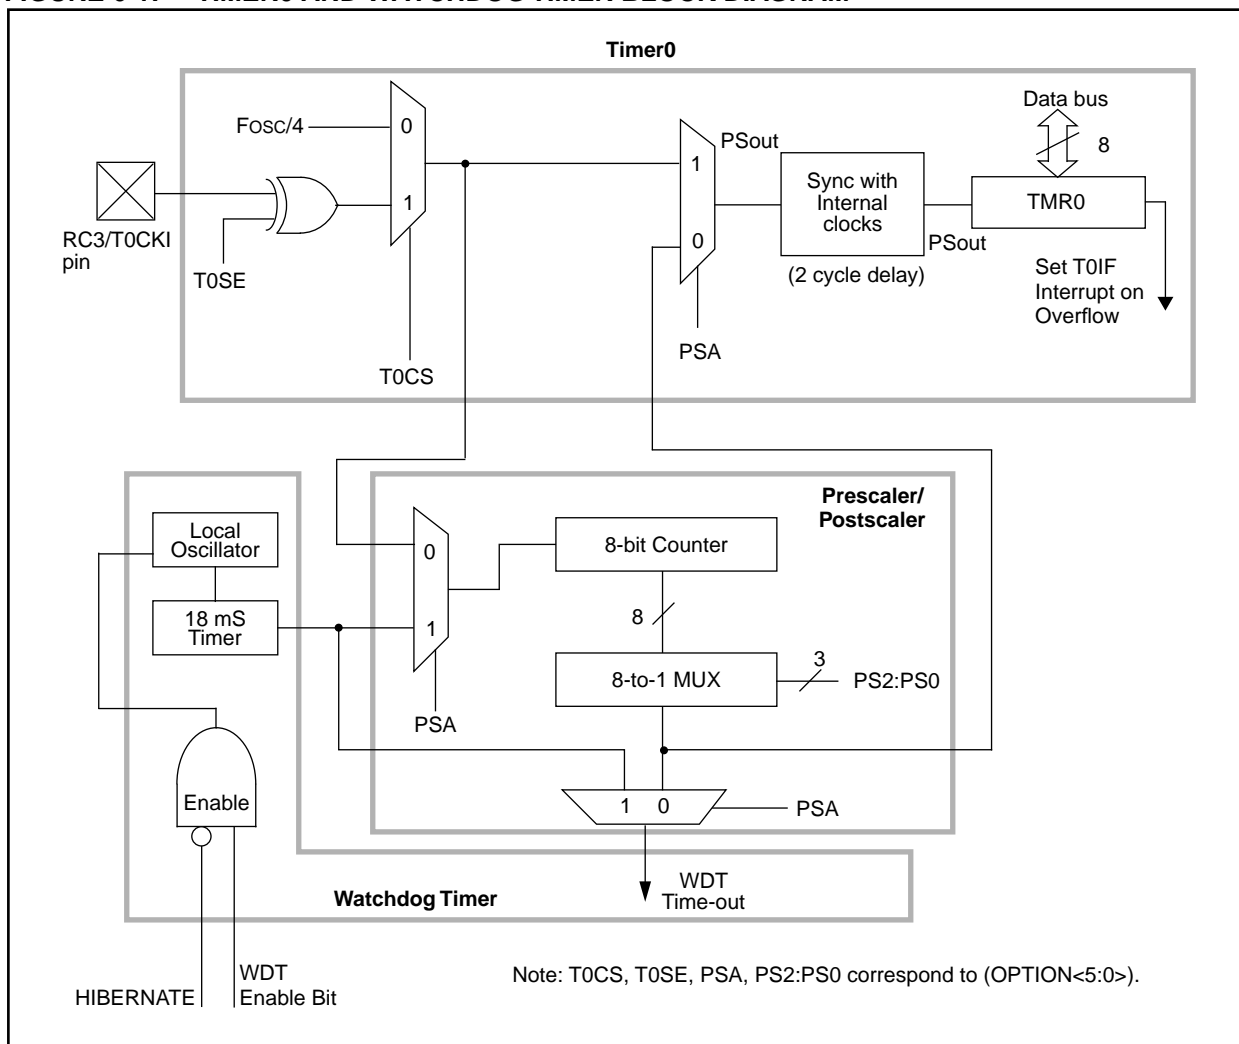 Timer0
Data bus
FOSC/4
0
8
PSout
1
Sync with
Internal
clocks
TMR0
1
0
RC3/T0CKI
pin
PSout
T0SE
(2 cycle delay)
Set T0IF
Interrupt on
Overflow
PSA
T0CS
Prescaler/
Postscaler
Local
Oscillator
0
8-bit Counter
18 mS
Timer
1
8
3
8-to-1 MUX
PS2:PS0
PSA
Enable
1 0
PSA
WDT
Time-out
Watchdog Timer
HIBERNATE
WDT
Enable Bit
Note: T0CS, T0SE, PSA, PS2:PS0 correspond to (OPTION<5:0>).